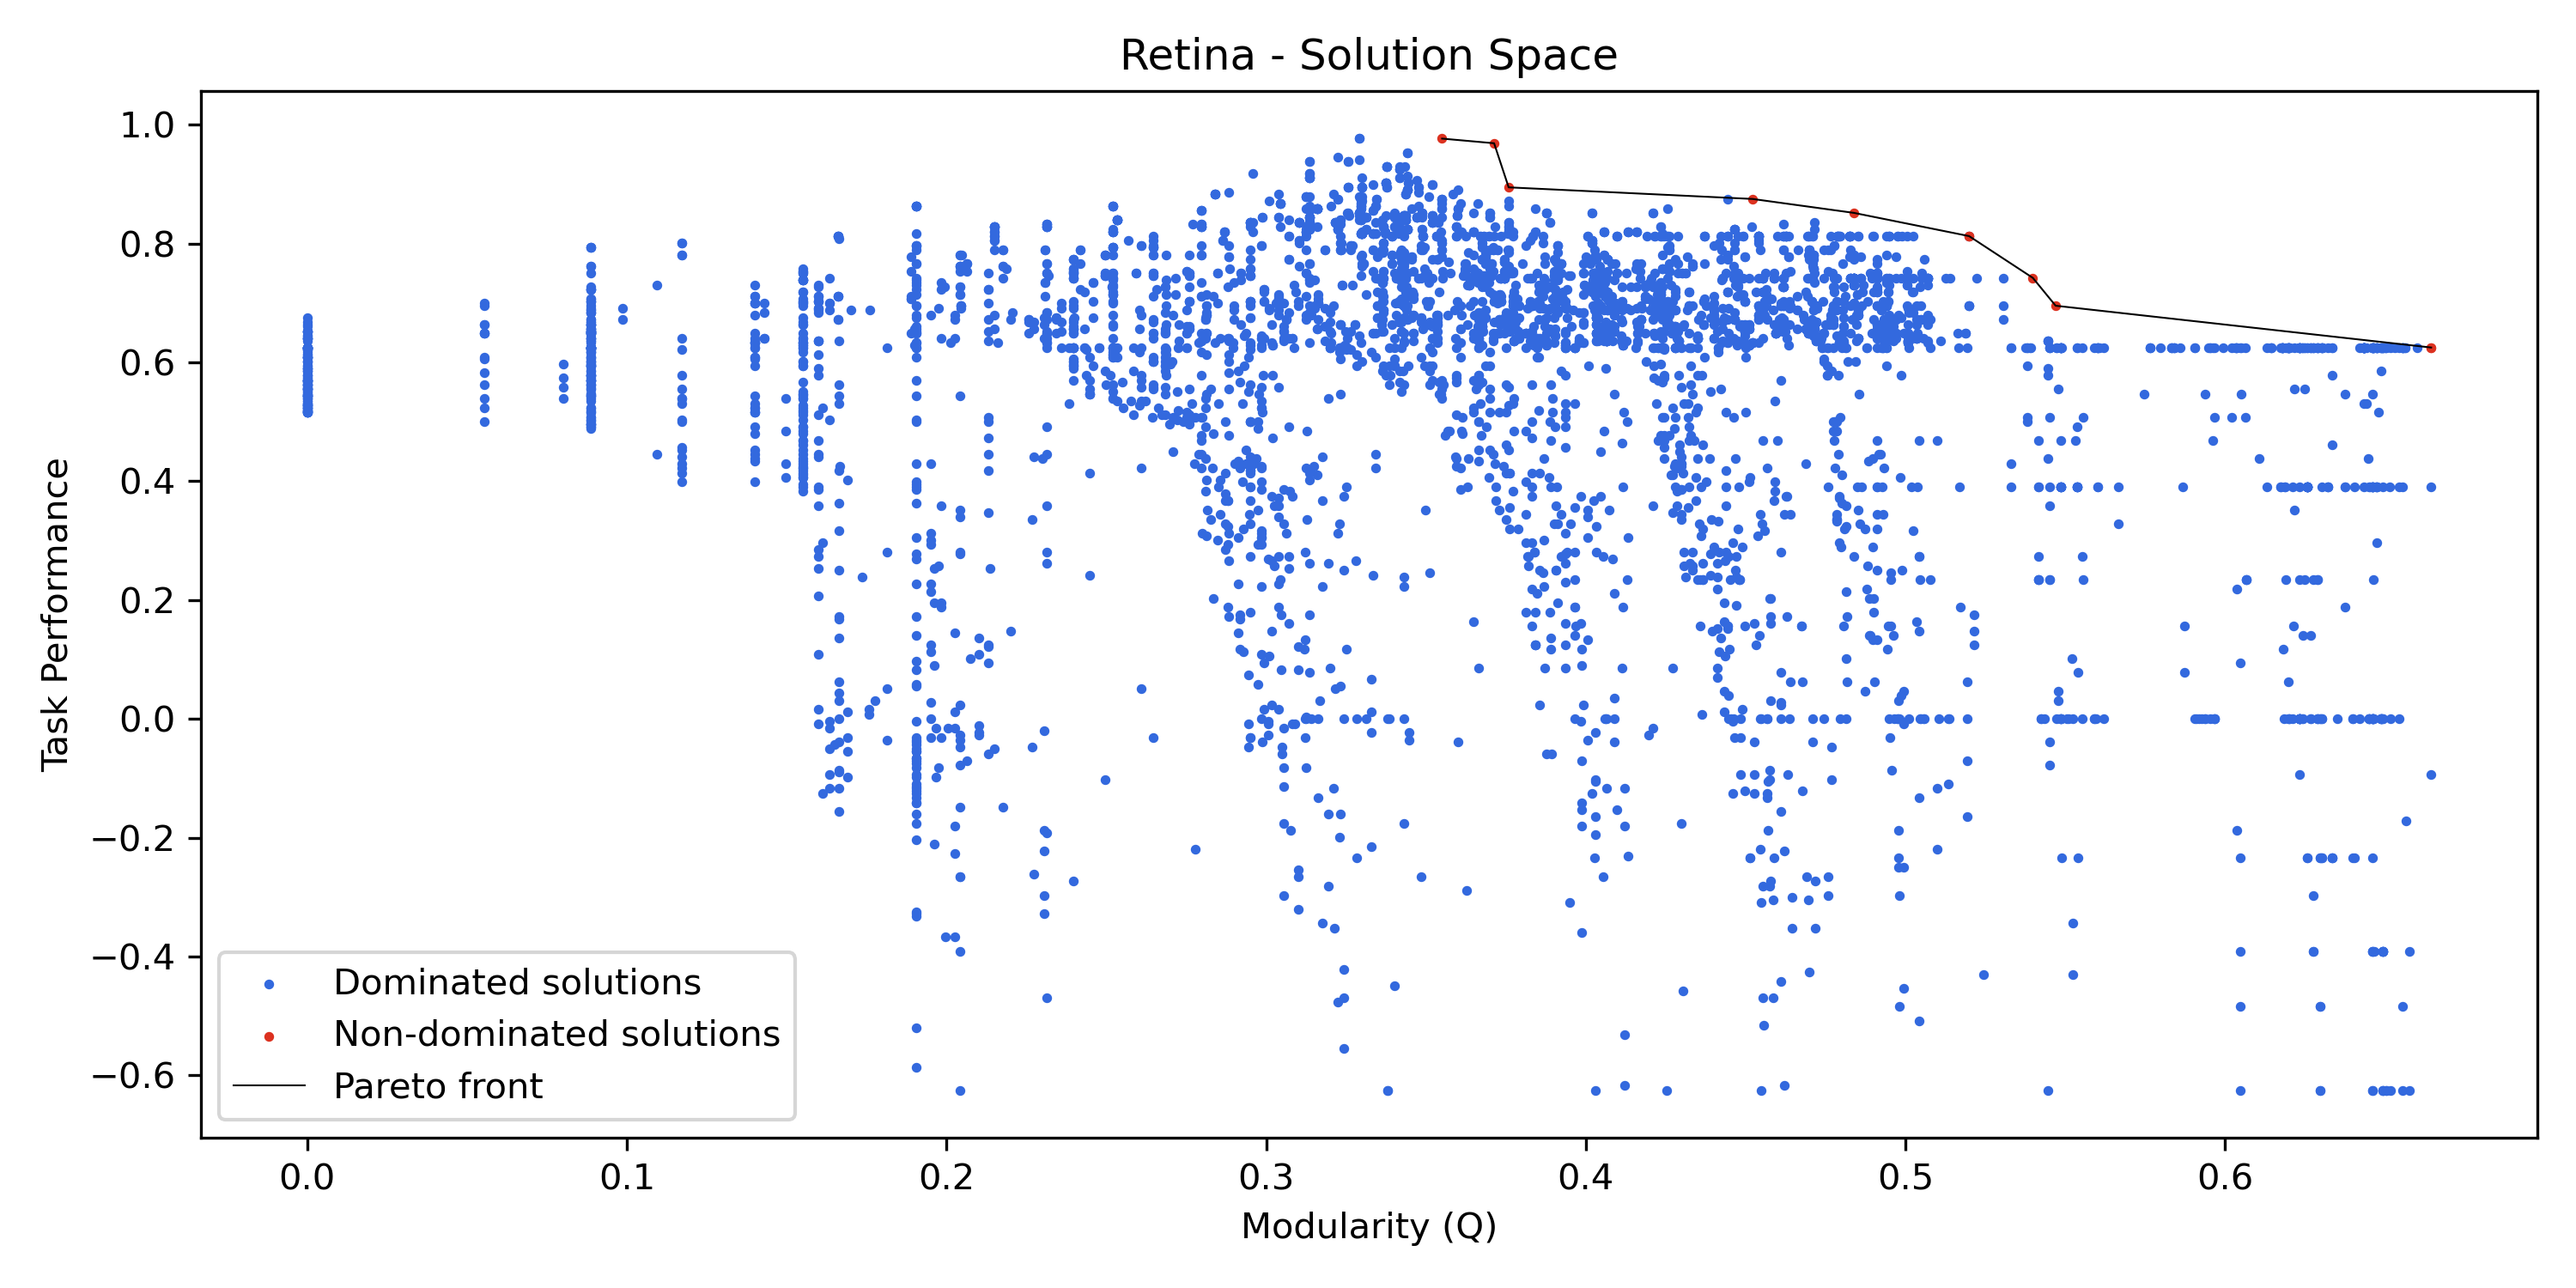 Retina - Solution Space
1.0
0.8
0.6
0.4
0.2
0.0
−0.2
−0.4
−0.6
Task Performance
Dominated solutions
Non-dominated solutions
Pareto front
0.0 0.1 0.2 0.3 0.4 0.5 0.6
Modularity (Q)